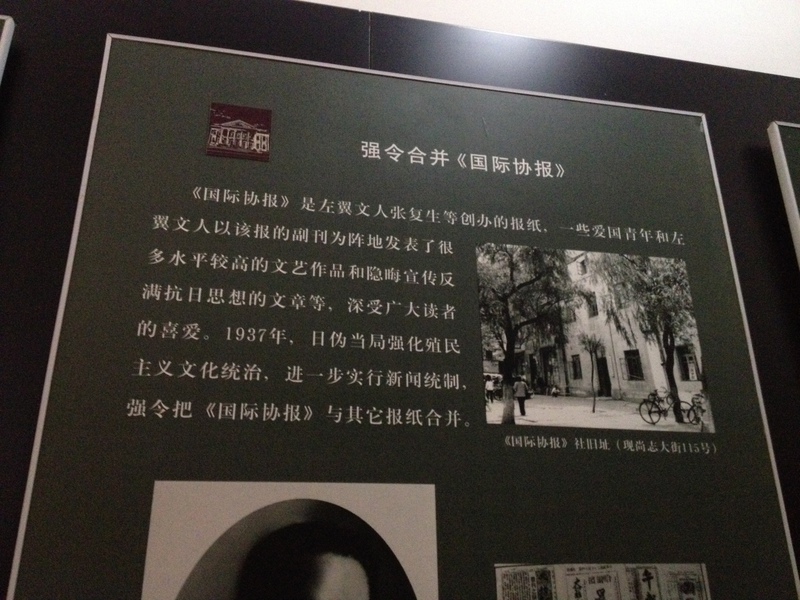 强令合并《国际协报》
《国际协报》是左翼文人张复生等创办的报纸，一些爱国青年和左
翼文人以该报的副刊为阵地发表了很
多水平较高的文艺作品和隐晦宣传反
满抗日思想的文章等，深受广大读者
的喜爱。1937年，日伪当局强化殖民
主义文化统治，进一步实行新闻统制，
强令把《国际协报》与其它报纸合并。
《国际协报》社旧址（现尚志大街115号）